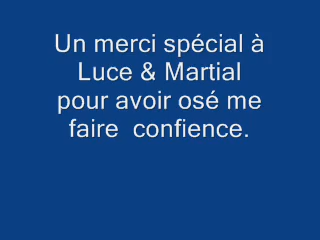 Un merci spécial à
Luce & Martial
pour avoir osé me
faire  confience.